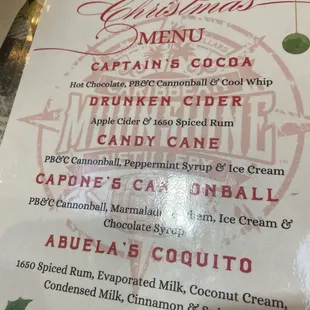 Christmas
MENU
CAPTAIN'S COCOA
Hot Chocolate, PB&C Cannonball & Cool Whip
DRUNKEN CIDER
Apple Cider & 1650 Spiced Rum
CANDY CANE
PB&C Cannonball, Peppermint Syrup & Ice Cream
CAPONE'S CANNONBALL
PB&C Cannonball, Ice Cream &
Chocolate Syrup
ABUELA'S COQUITO
1650 Spiced Rum, Evaporated Milk, Coconut Cream,
Condensed Milk, Cinnamon &